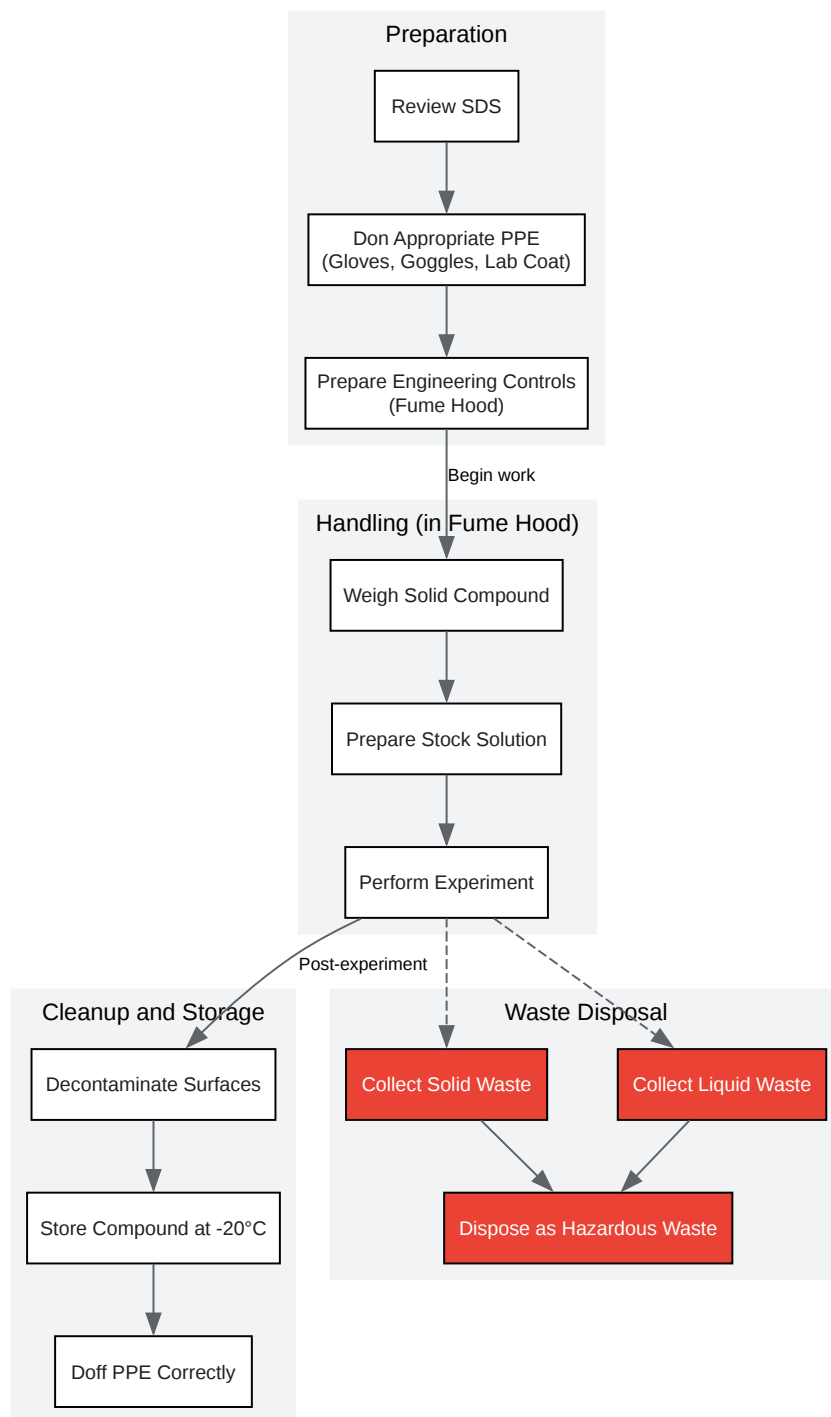 Preparation
Review SDS
Don Appropriate PPE
(Gloves, Goggles, Lab Coat)
Prepare Engineering Controls
(Fume Hood)
Begin work
Handling (in Fume Hood)
Weigh Solid Compound
Prepare Stock Solution
Perform Experiment
Post-experiment
Cleanup and Storage
Decontaminate Surfaces
Store Compound at -20°C
Doff PPE Correctly
Waste Disposal
Collect Solid Waste
Collect Liquid Waste
Dispose as Hazardous Waste